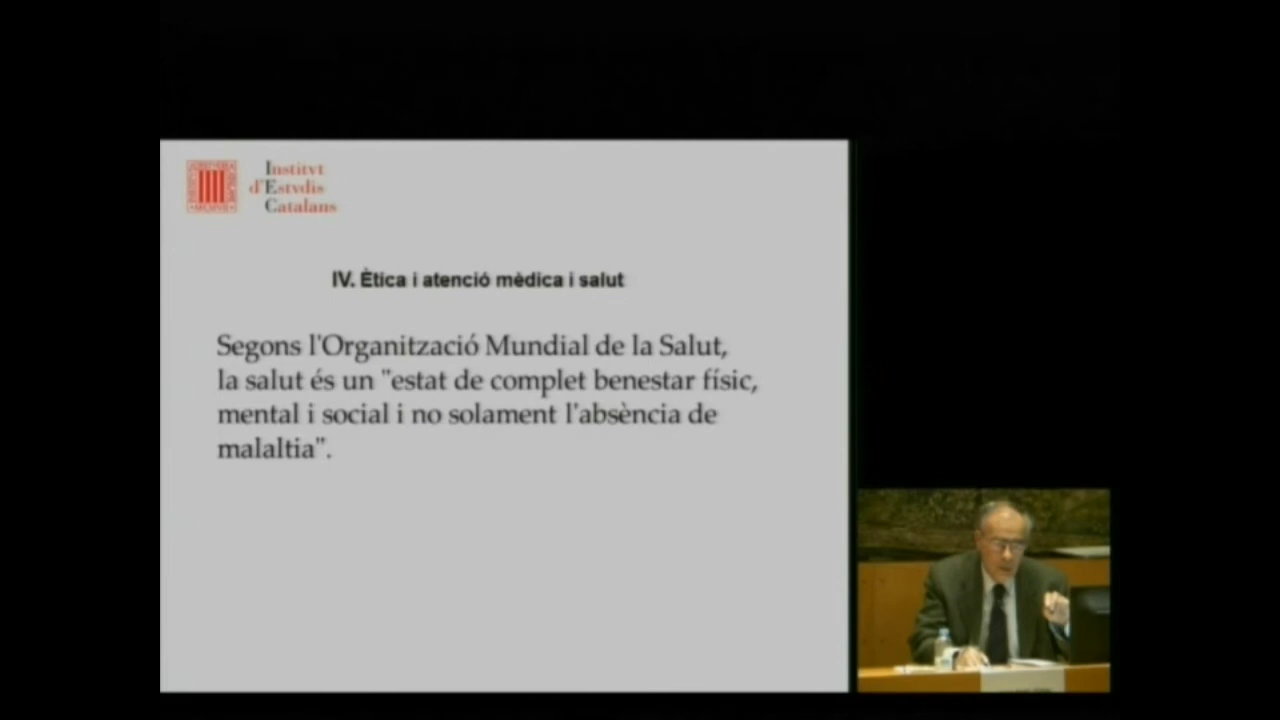 Institvt
d'Estvdis
Catalans
IV. Ètica i atenció mèdica i salut
Segons l'Organització Mundial de la Salut,
la salut és un "estat de complet benestar físic,
mental i social i no solament l'absència de
malaltia".